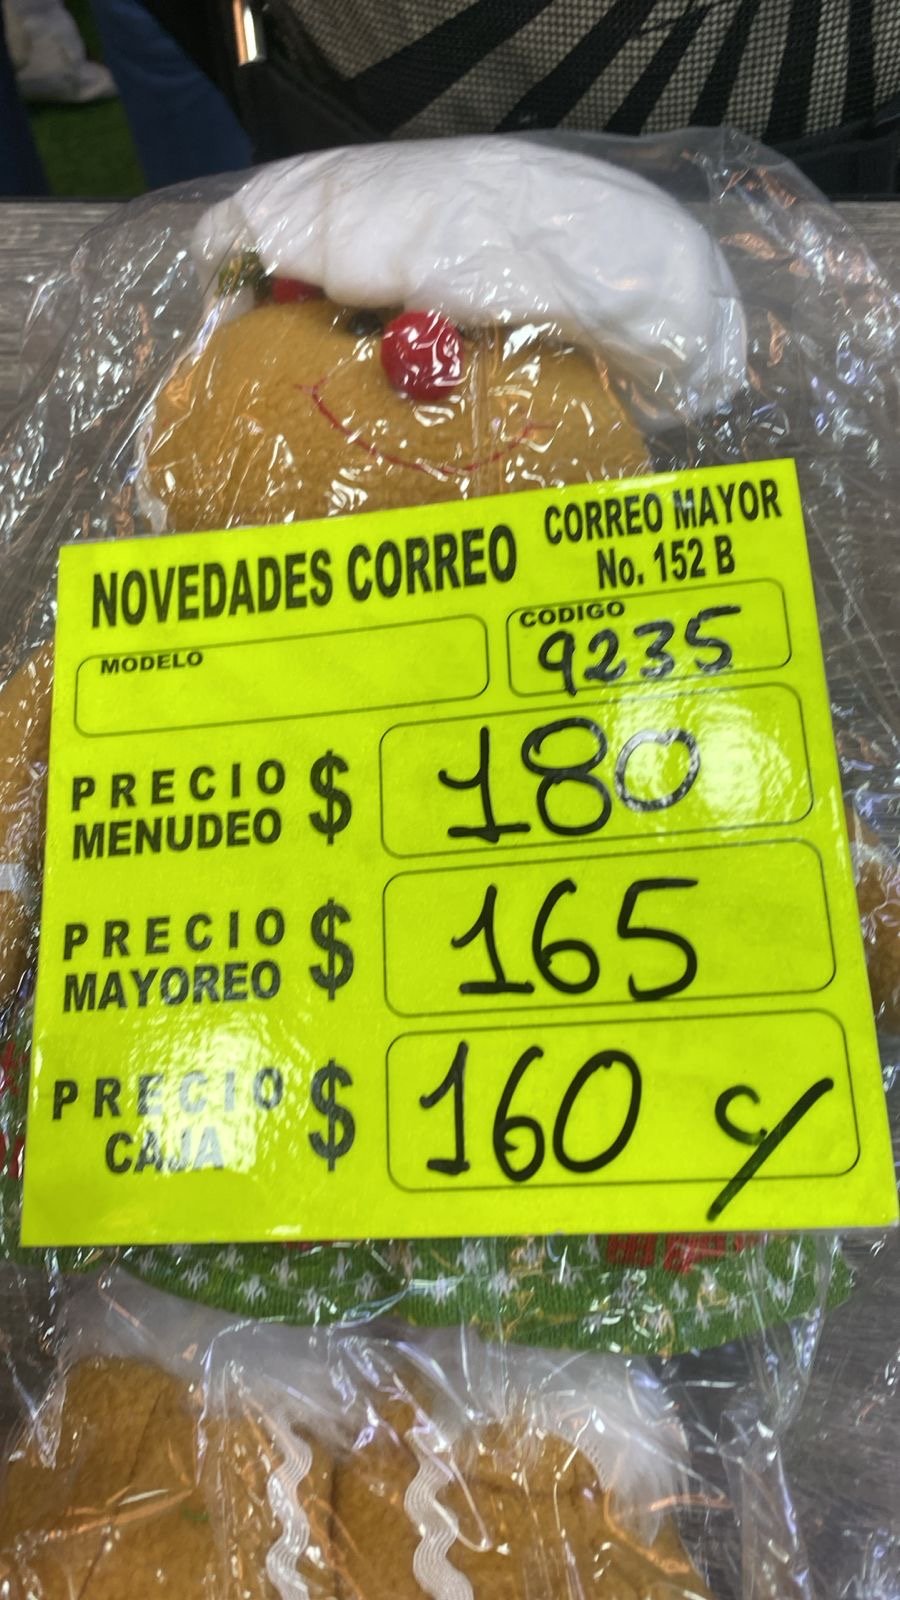 NOVEDADES CORREO
CORREO MAYOR
No. 152 B
MODELO
CODIGO
9235
PRECIO
MENUDEO $ 180
PRECIO
MAYOREO $ 165
PRECIO
CAJA $ 160 c/